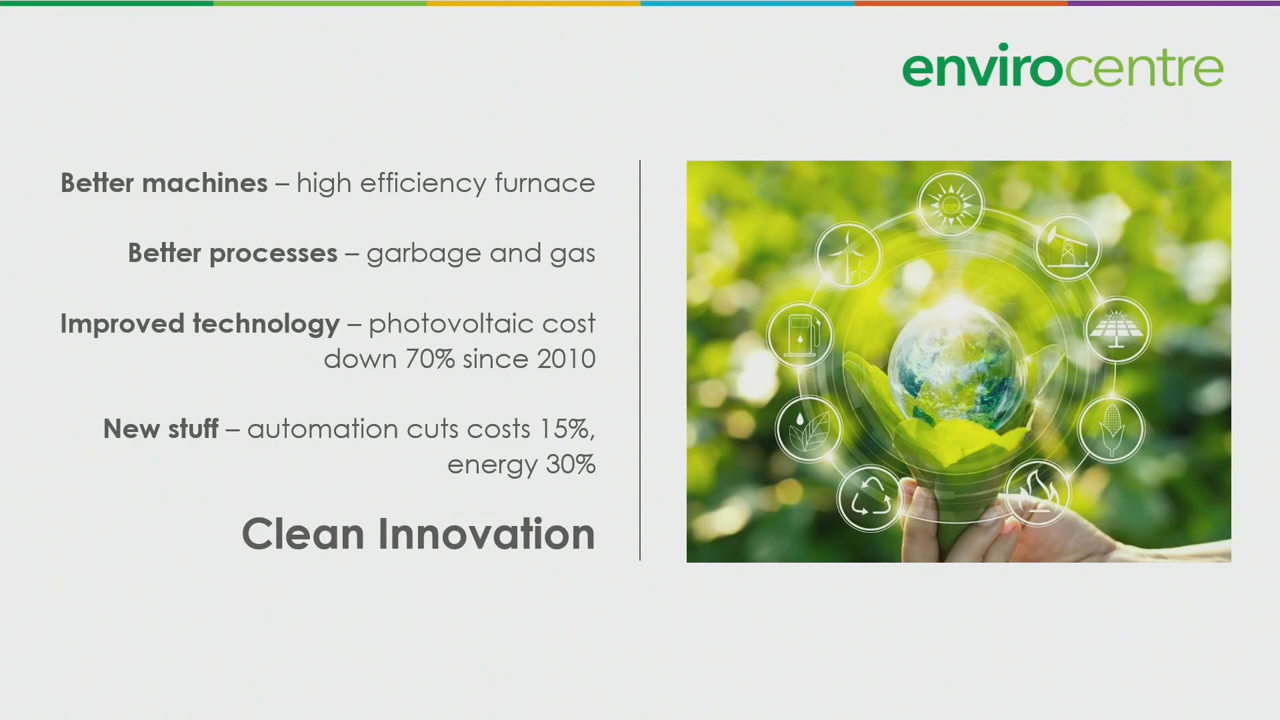 envirocentre
Better machines – high efficiency furnace
Better processes – garbage and gas
Improved technology – photovoltaic cost
down 70% since 2010
New stuff – automation cuts costs 15%,
energy 30%
Clean Innovation